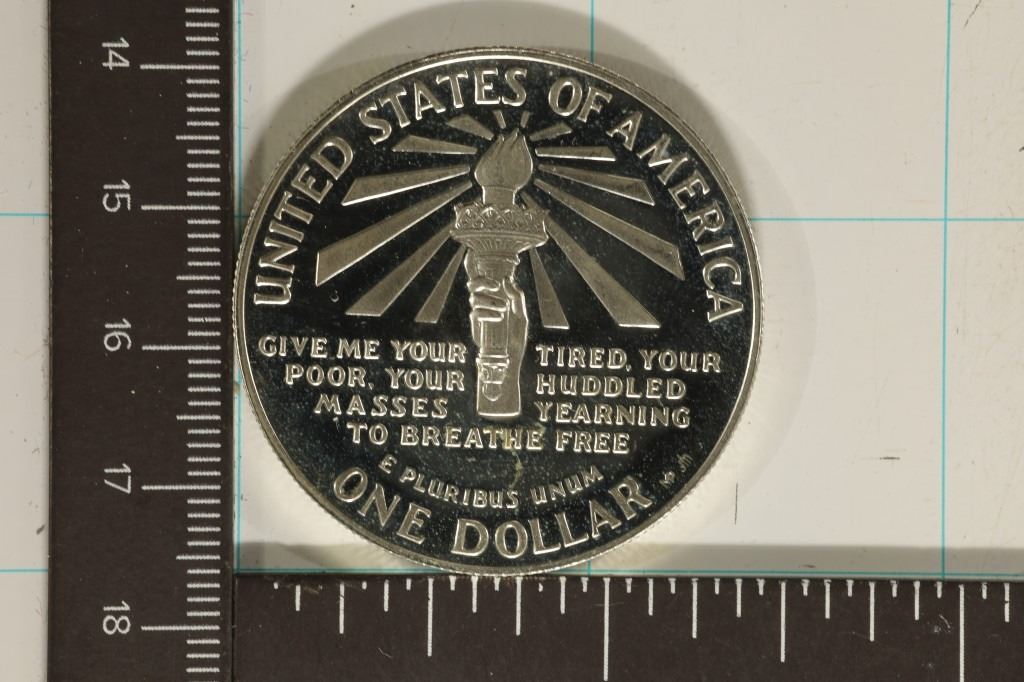 UNITED STATES OF AMERICA
GIVE ME YOUR TIRED, YOUR
POOR, YOUR HUDDLED
MASSES YEARNING
TO BREATHE FREE
E PLURIBUS UNUM
ONE DOLLAR
14
15
16
17
18